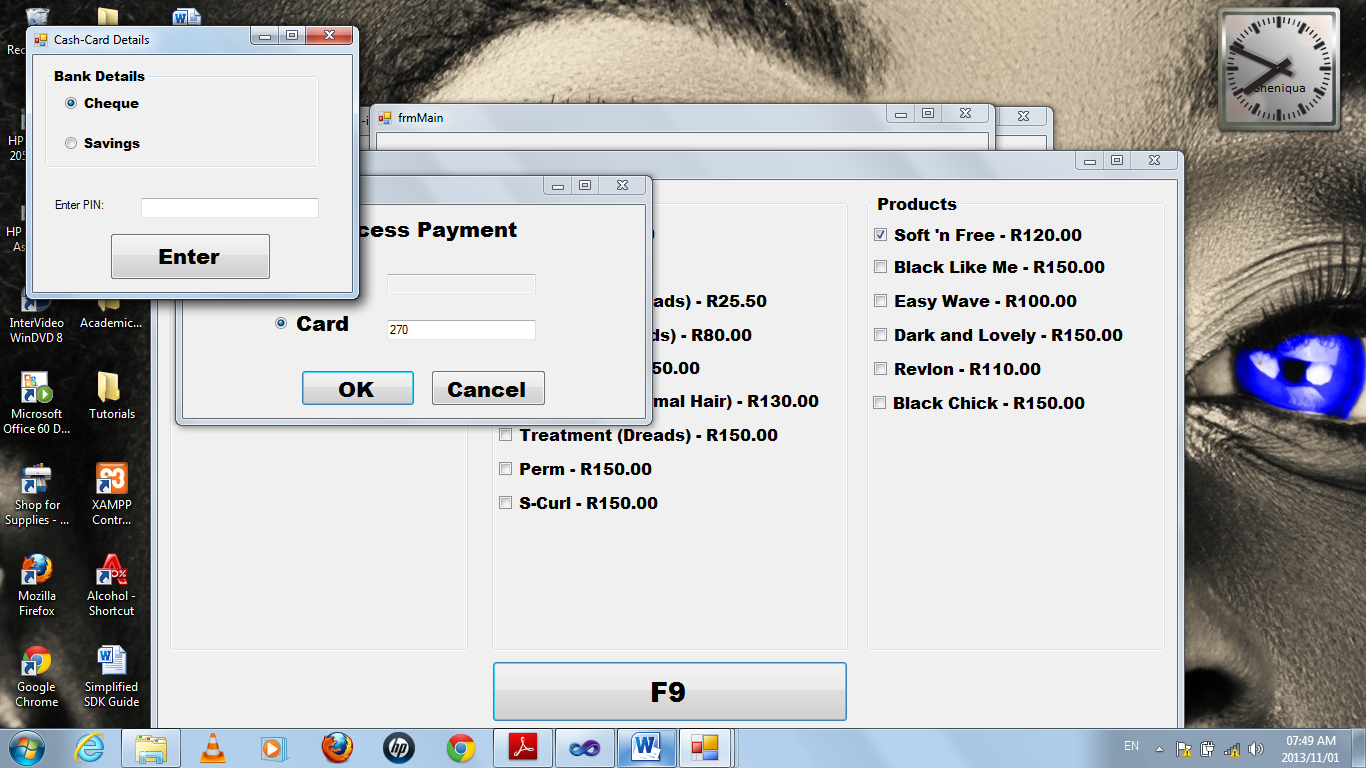 Cash-Card Details
Bank Details
Cheque
Savings
Enter PIN:
Enter
frmMain
cess Payment
Card
270
OK
Cancel
eads) - R25.50
ds) - R80.00
50.00
mal Hair) - R130.00
Treatment (Dreads) - R150.00
Perm - R150.00
S-Curl - R150.00
Products
Soft 'n Free - R120.00
Black Like Me - R150.00
Easy Wave - R100.00
Dark and Lovely - R150.00
Revlon - R110.00
Black Chick - R150.00
F9
Sheniqua
Rec
HP
205
HP
As
InterVideo
WinDVD 8
Academic...
Microsoft
Office 60 D...
Tutorials
Shop for
Supplies - ...
XAMPP
Contr...
Mozilla
Firefox
Alcohol -
Shortcut
Google
Chrome
Simplified
SDK Guide
EN
07:49 AM
2013/11/01